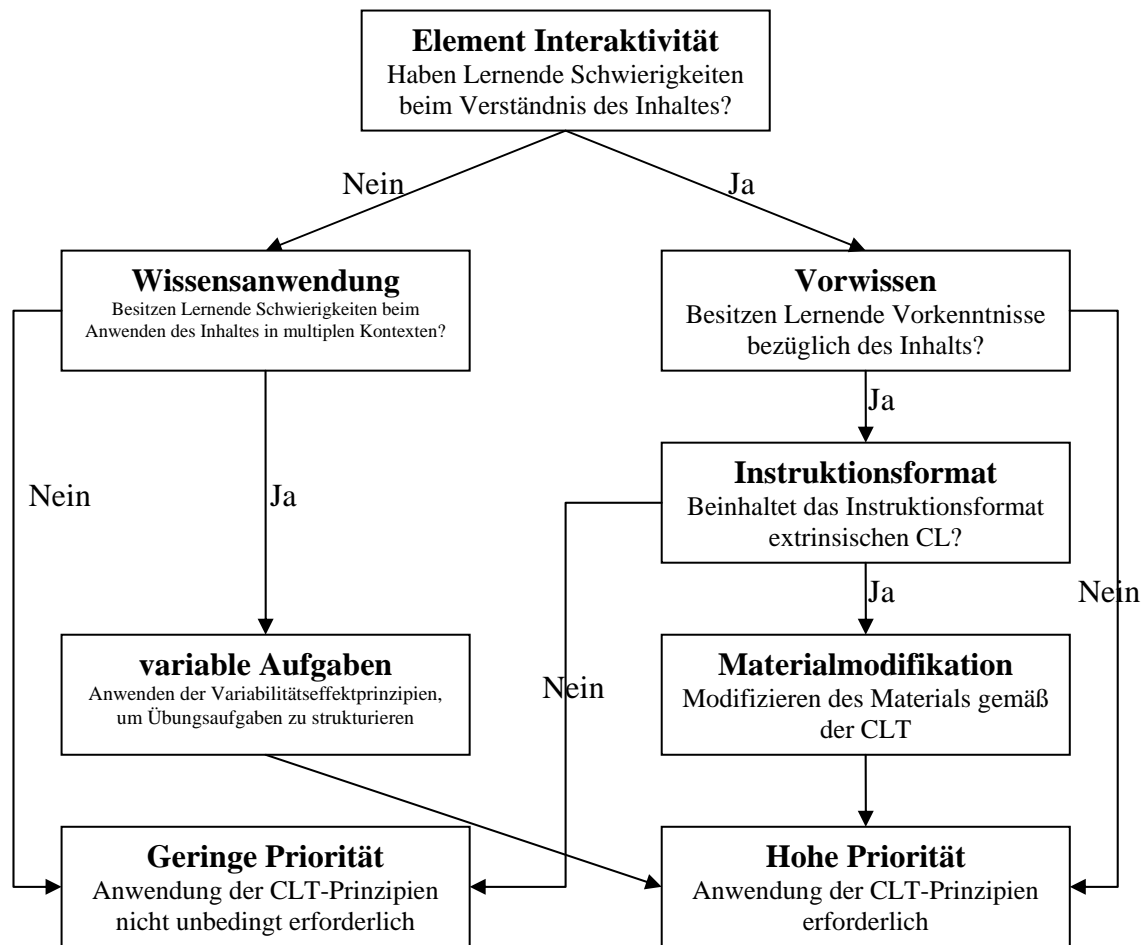 Element Interaktivität
Haben Lernende Schwierigkeiten
beim Verständnis des Inhaltes?
Nein
Ja
Wissensanwendung
Besitzen Lernende Schwierigkeiten beim
Anwenden des Inhaltes in multiplen Kontexten?
Vorwissen
Besitzen Lernende Vorkenntnisse
bezüglich des Inhalts?
Ja
Instruktionsformat
Beinhaltet das Instruktionsformat
extrinsischen CL?
Nein
Ja
Ja
Nein
variable Aufgaben
Anwenden der Variabilitätseffektprinzipien,
um Übungsaufgaben zu strukturieren
Nein
Materialmodifikation
Modifizieren des Materials gemäß
der CLT
Geringe Priorität
Anwendung der CLT-Prinzipien
nicht unbedingt erforderlich
Hohe Priorität
Anwendung der CLT-Prinzipien
erforderlich